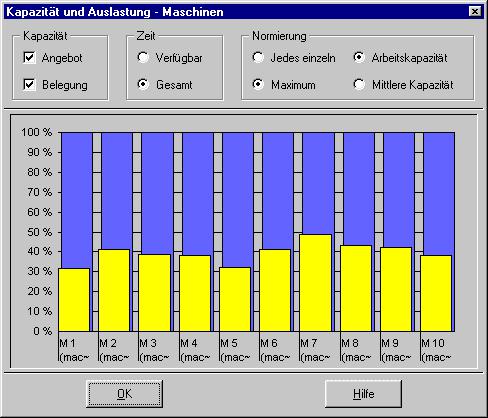 Kapazität und Auslastung - Maschinen
Kapazität Zeit Normierung
Angebot Verfügbar Jedes einzeln Arbeitskapazität
Belegung Gesamt Maximum Mittlere Kapazität
100 %
90 %
80 %
70 %
60 %
50 %
40 %
30 %
20 %
10 %
0 %
M 1 M 2 M 3 M 4 M 5 M 6 M 7 M 8 M 9 M 10
(mac~ (mac~ (mac~ (mac~ (mac~ (mac~ (mac~ (mac~ (mac~ (mac~
OK Hilfe